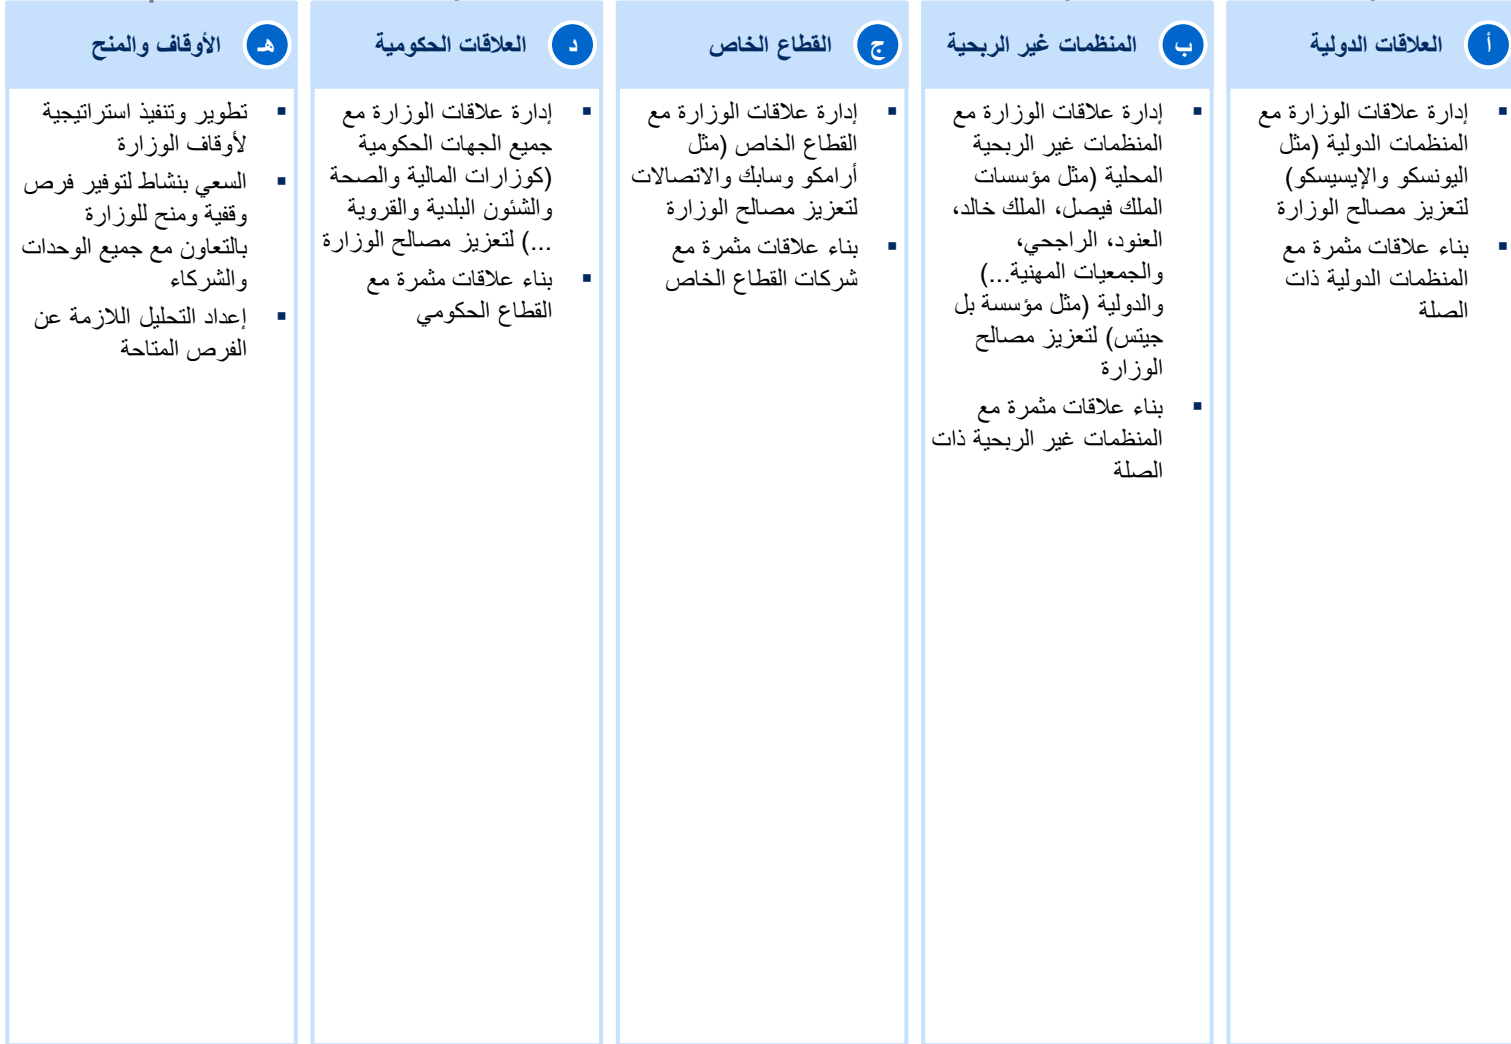 أ العلاقات الدولية
▪ إدارة علاقات الوزارة مع
المنظمات الدولية (مثل
اليونسكو والإيسيسكو)
لتعزيز مصالح الوزارة
▪ بناء علاقات مثمرة مع
المنظمات الدولية ذات
الصلة
ب المنظمات غير الربحية
▪ إدارة علاقات الوزارة مع
المنظمات غير الربحية
المحلية (مثل مؤسسات
الملك فيصل، الملك خالد،
العنود، الراجحي،
والجمعيات المهنية...)
والدولية (مثل مؤسسة بل
جيتس) لتعزيز مصالح
الوزارة
▪ بناء علاقات مثمرة مع
المنظمات غير الربحية ذات
الصلة
ج القطاع الخاص
▪ إدارة علاقات الوزارة مع
القطاع الخاص (مثل
أرامكو وسابك والاتصالات
لتعزيز مصالح الوزارة
▪ بناء علاقات مثمرة مع
شركات القطاع الخاص
د العلاقات الحكومية
▪ إدارة علاقات الوزارة مع
جميع الجهات الحكومية
(كوزارات المالية والصحة
والشئون البلدية والقروية
...) لتعزيز مصالح الوزارة
▪ بناء علاقات مثمرة مع
القطاع الحكومي
هـ الأوقاف والمنح
▪ تطوير وتنفيذ استراتيجية
لأوقاف الوزارة
▪ السعي بنشاط لتوفير فرص
وقفية ومنح للوزارة
بالتعاون مع جميع الوحدات
والشركاء
▪ إعداد التحليل اللازمة عن
الفرص المتاحة